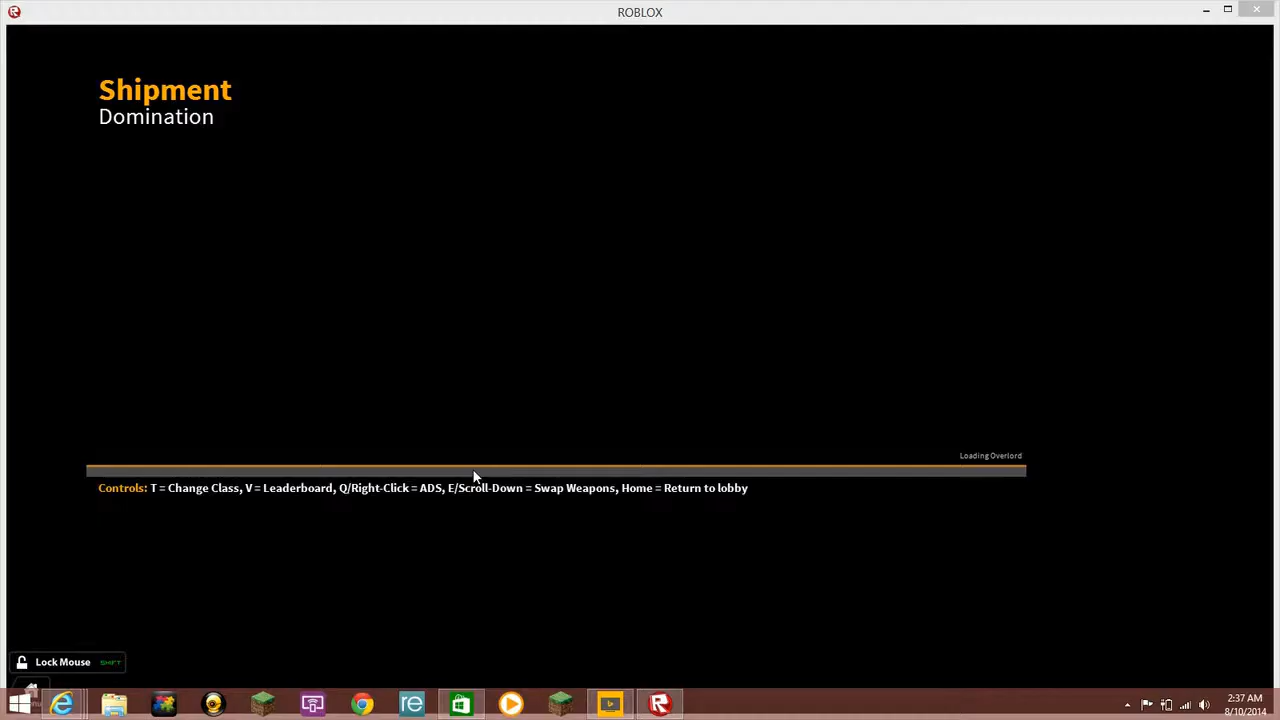 ROBLOX
Shipment
Domination
Loading Overlord
Controls: T = Change Class, V = Leaderboard, Q/Right-Click = ADS, E/Scroll-Down = Swap Weapons, Home = Return to lobby
Lock Mouse SHIFT
2:37 AM
8/10/2014